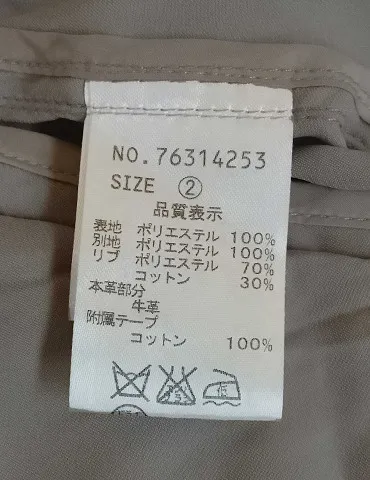 NO.76314253
SIZE ②
品質表示
表地 ポリエステル 100%
別地 ポリエステル 100%
リブ ポリエステル 70%
コットン 30%
本革部分
牛革
附属テープ
コットン 100%